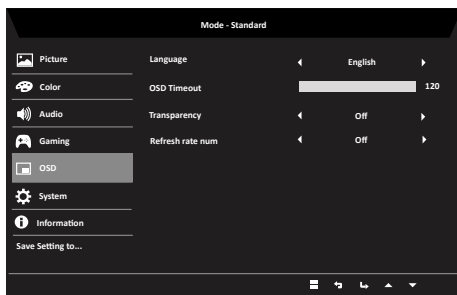 Mode - Standard
Picture
Color
Audio
Gaming
OSD
System
Information
Save Setting to...
Language English
OSD Timeout 120
Transparency Off
Refresh rate num Off